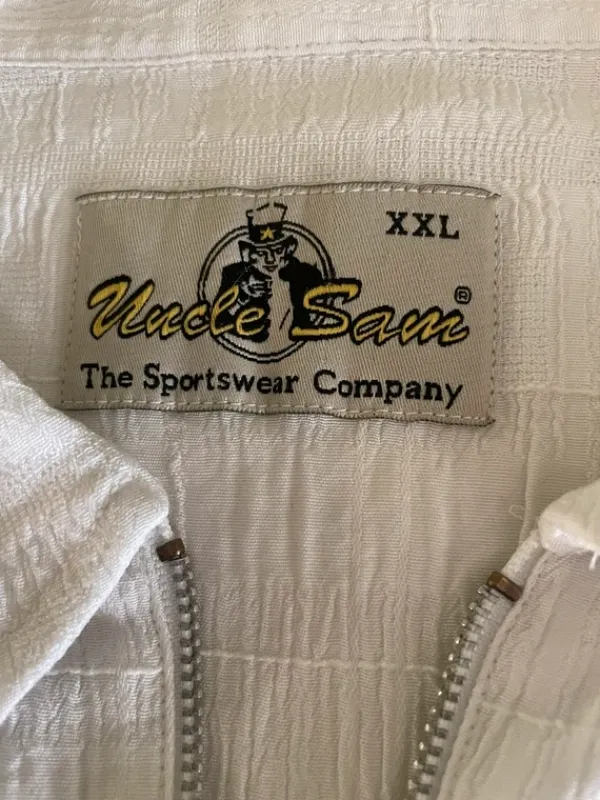 XXL
Uncle Sam®
The Sportswear Company